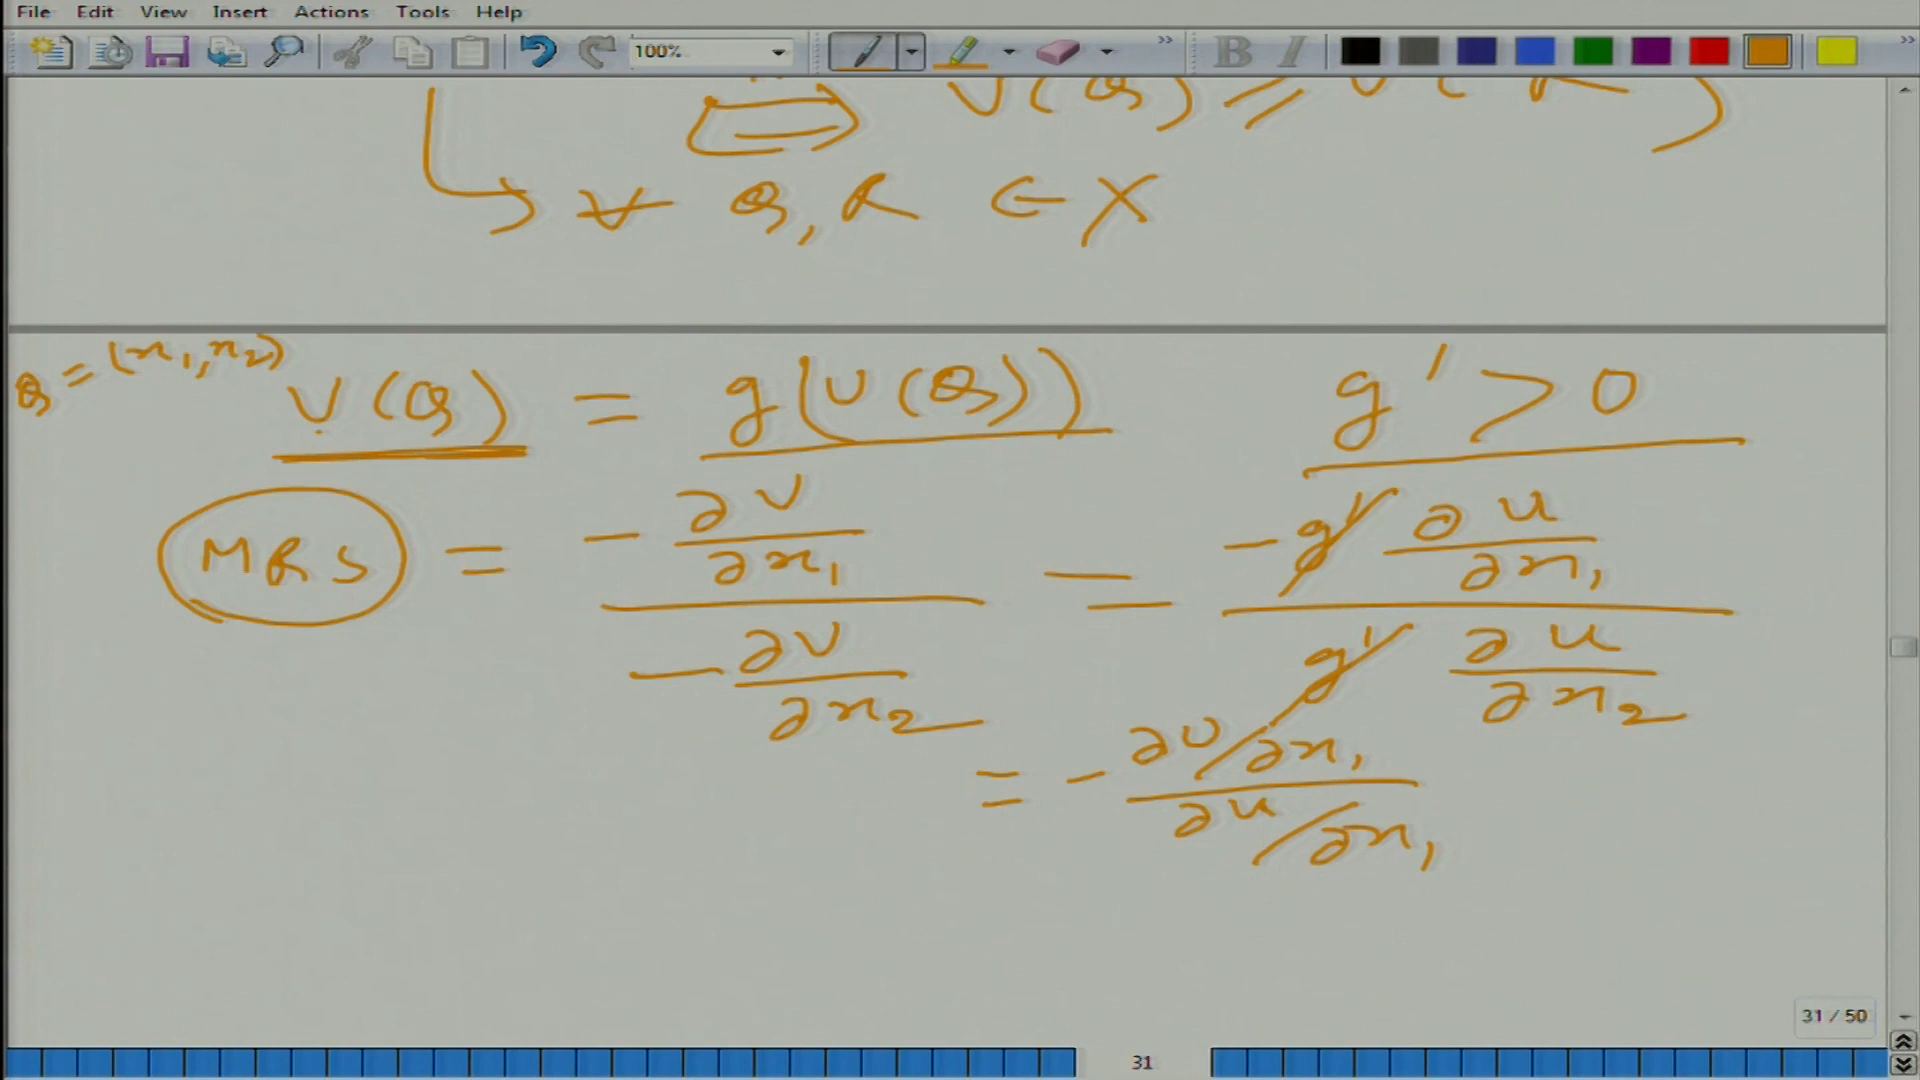 File Edit View Insert Actions Tools Help
100%
⟺ V(Q) ≥ V(R)
∀ Q, R ∈ X
Q = (x₁, x₂)
V(Q) = g(U(Q)) g' > 0
MRS = - ∂V/∂x₁ / - ∂V/∂x₂ = - g' ∂u/∂x₁ / g' ∂u/∂x₂
= - ∂U/∂x₁ / ∂u/∂x₁
31 / 50
31